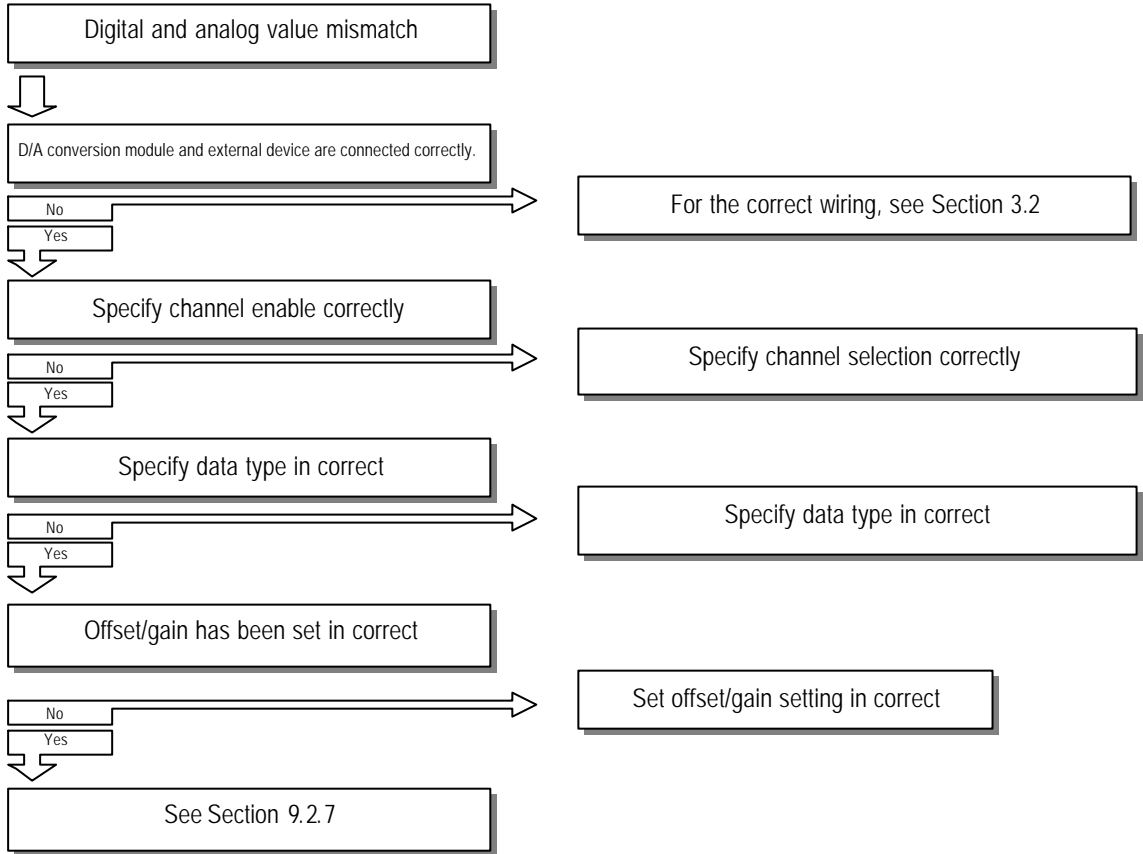 Digital and analog value mismatch
D/A conversion module and external device are connected correctly.
No
For the correct wiring, see Section 3.2
Yes
Specify channel enable correctly
No
Specify channel selection correctly
Yes
Specify data type in correct
No
Specify data type in correct
Yes
Offset/gain has been set in correct
No
Set offset/gain setting in correct
Yes
See Section 9.2.7